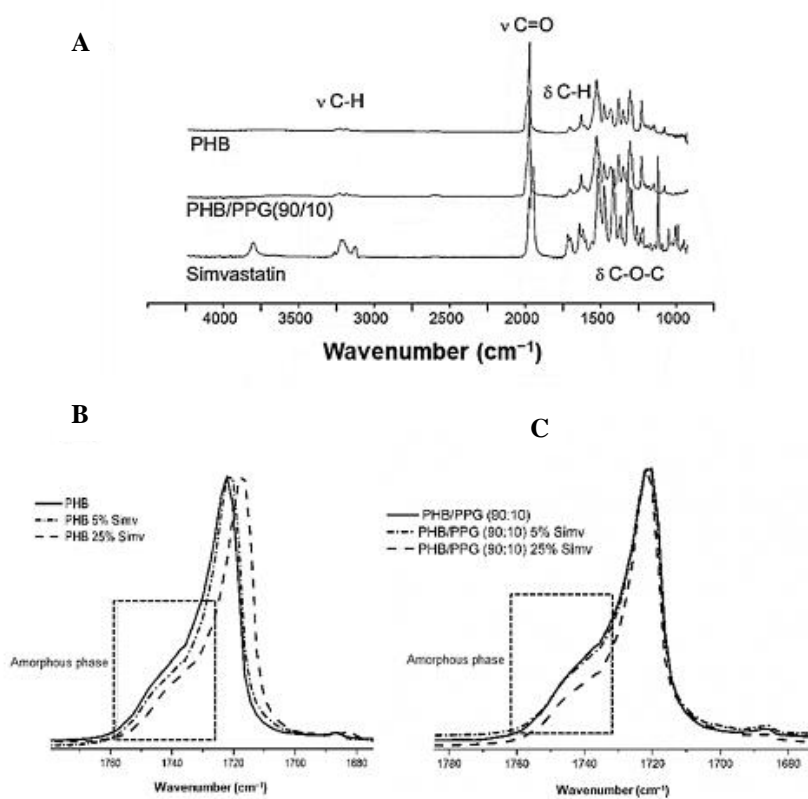 A
ν C=O
δ C-H
ν C-H
PHB
PHB/PPG(90/10)
Simvastatin
δ C-O-C
4000 3500 3000 2500 2000 1500 1000
Wavenumber (cm⁻¹)
B
PHB
PHB 5% Simv
PHB 25% Simv
Amorphous phase
1760 1740 1720 1700 1680
Wavenumber (cm⁻¹)
C
PHB/PPG (90:10)
PHB/PPG (90:10) 5% Simv
PHB/PPG (90:10) 25% Simv
Amorphous phase
1780 1760 1740 1720 1700 1680
Wavenumber (cm⁻¹)